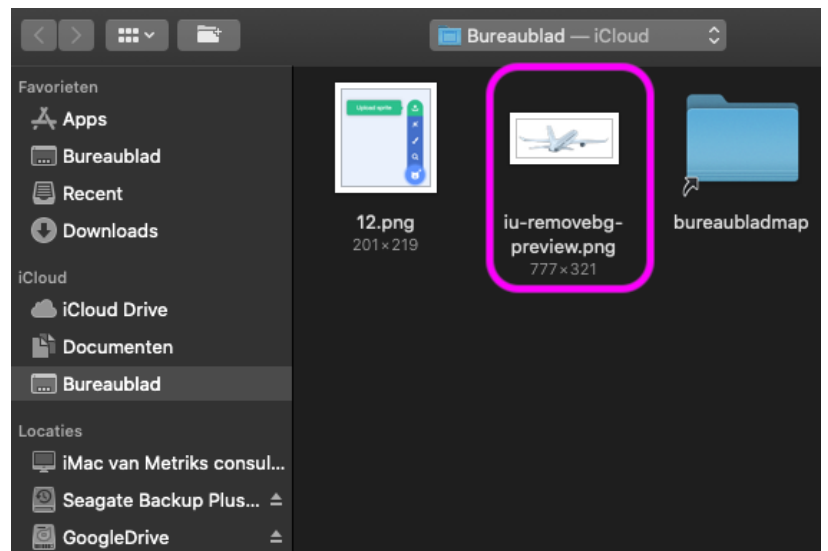 Bureaublad — iCloud
Favorieten
Apps
Bureaublad
Recent
Downloads
iCloud
iCloud Drive
Documenten
Bureaublad
Locaties
iMac van Metriks consul...
Seagate Backup Plus...
GoogleDrive
Upload sprite
12.png
201×219
iu-removebg-
preview.png
777×321
bureaubladmap